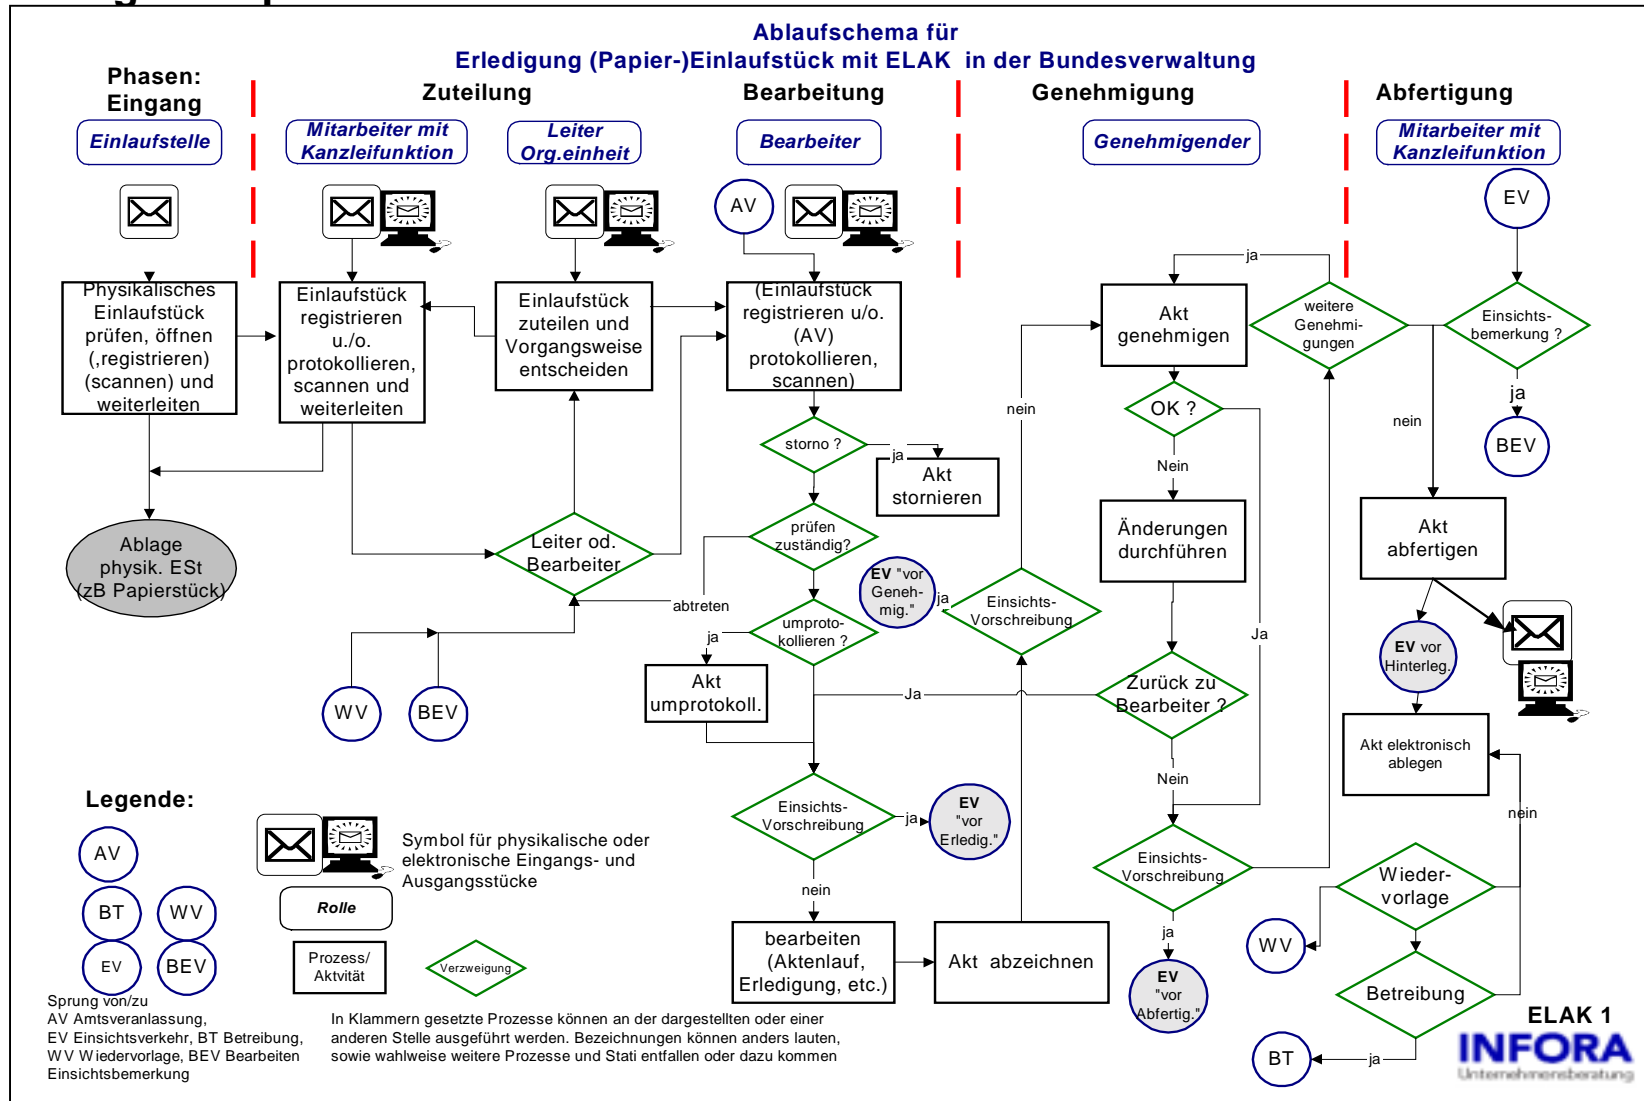 Ablaufschema für
Erledigung (Papier-)Einlaufstück mit ELAK in der Bundesverwaltung
Phasen:
Eingang
Zuteilung
Bearbeitung
Genehmigung
Abfertigung
Einlaufstelle
Mitarbeiter mit
Kanzleifunktion
Leiter
Org.einheit
Bearbeiter
Genehmigender
Mitarbeiter mit
Kanzleifunktion
AV
EV
Physikalisches
Einlaufstück
prüfen, öffnen
(,registrieren)
(scannen) und
weiterleiten
Einlaufstück
registrieren
u./o.
protokollieren,
scannen und
weiterleiten
Einlaufstück
zuteilen und
Vorgangsweise
entscheiden
(Einlaufstück
registrieren u/o.
(AV)
protokollieren,
scannen)
Akt
genehmigen
ja
weitere
Genehmi-
gungen
Einsichts-
bemerkung ?
ja
BEV
nein
nein
OK ?
Nein
storno ?
ja
Akt
stornieren
Änderungen
durchführen
Akt
abfertigen
Ablage
physik. ESt
(zB Papierstück)
Leiter od.
Bearbeiter
prüfen
zuständig?
abtreten
EV "vor
Geneh-
mig."
ja
Einsichts-
Vorschreibung
Ja
umproto-
kollieren ?
ja
Akt
umprotokoll.
WV
BEV
Ja
Zurück zu
Bearbeiter ?
Nein
EV vor
Hinterleg.
Akt elektronisch
ablegen
nein
Einsichts-
Vorschreibung
ja
EV
"vor
Erledig."
nein
Einsichts-
Vorschreibung
ja
EV
"vor
Abfertig."
Wieder-
vorlage
WV
Betreibung
ja
BT
bearbeiten
(Aktenlauf,
Erledigung, etc.)
Akt abzeichnen
Legende:
AV
BT
WV
EV
BEV
Symbol für physikalische oder
elektronische Eingangs- und
Ausgangsstücke
Rolle
Prozess/
Aktvität
Verzweigung
Sprung von/zu
AV Amtsveranlassung,
EV Einsichtsverkehr, BT Betreibung,
WV Wiedervorlage, BEV Bearbeiten
Einsichtsbemerkung
In Klammern gesetzte Prozesse können an der dargestellten oder einer
anderen Stelle ausgeführt werden. Bezeichnungen können anders lauten,
sowie wahlweise weitere Prozesse und Stati entfallen oder dazu kommen
ELAK 1
INFORA
Unternehmensberatung